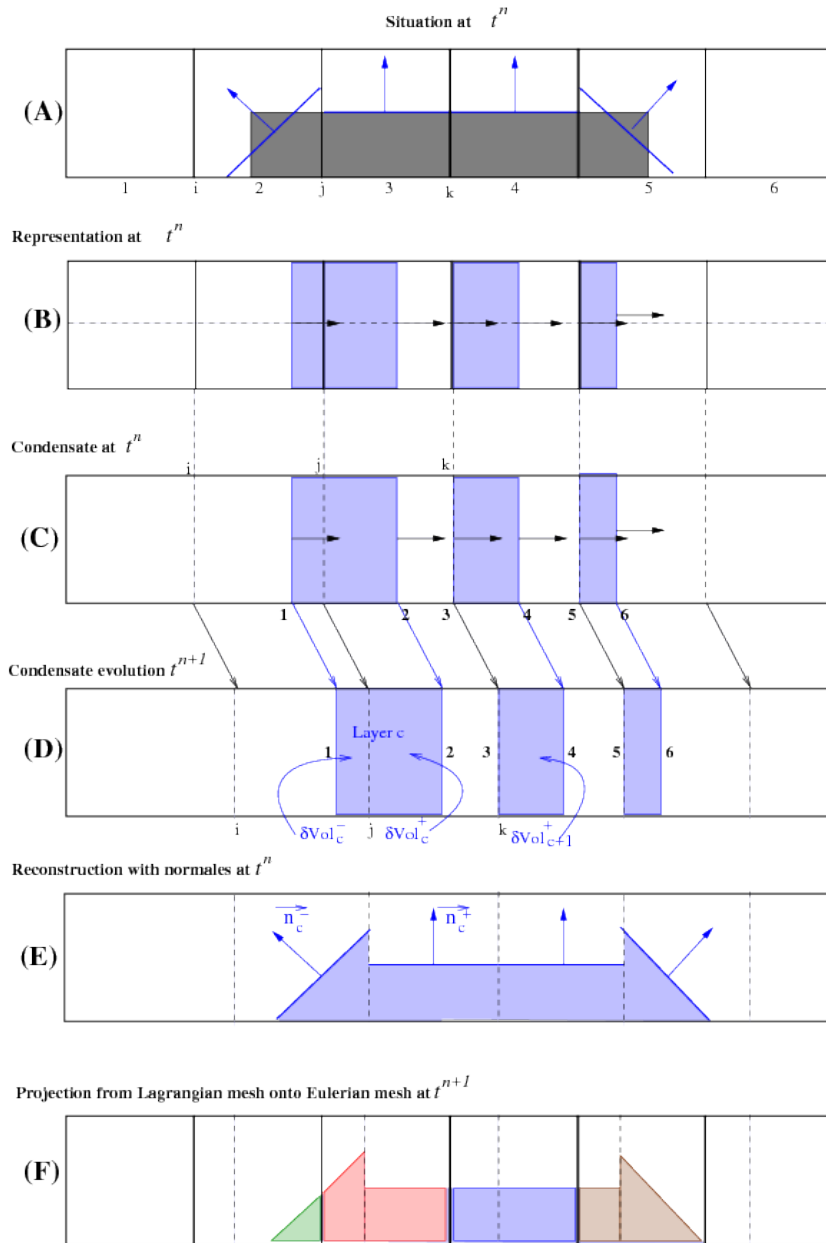 Situation at t^n
(A)
1 i 2 j 3 k 4 5 6
Representation at t^n
(B)
Condensate at t^n
i j k
(C)
1 2 3 4 5 6
Condensate evolution t^{n+1}
(D)
Layer c
1 2 3 4 5 6
i δVol_c^- j δVol_c^+ k δVol_{c+1}^+
Reconstruction with normales at t^n
n_c^- n_c^+
(E)
Projection from Lagrangian mesh onto Eulerian mesh at t^{n+1}
(F)